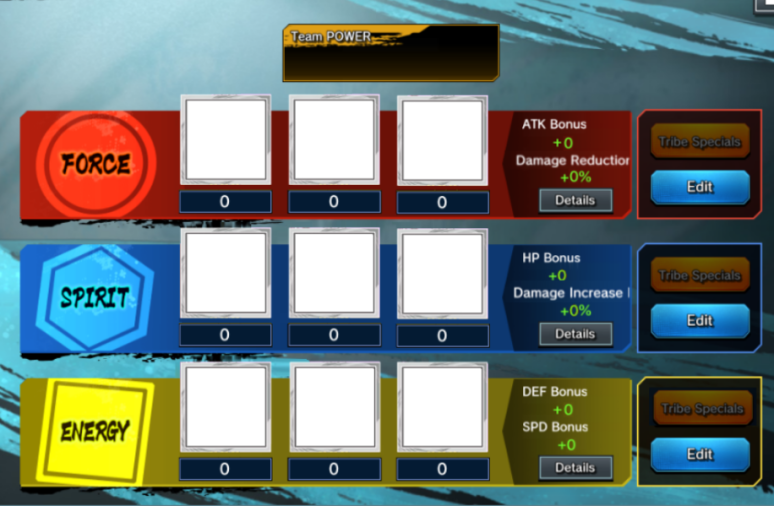 Team POWER
FORCE
0
0
0
ATK Bonus
+0
Damage Reduction
+0%
Details
Tribe Specials
Edit
SPIRIT
0
0
0
HP Bonus
+0
Damage Increase
+0%
Details
Tribe Specials
Edit
ENERGY
0
0
0
DEF Bonus
+0
SPD Bonus
+0
Details
Tribe Specials
Edit